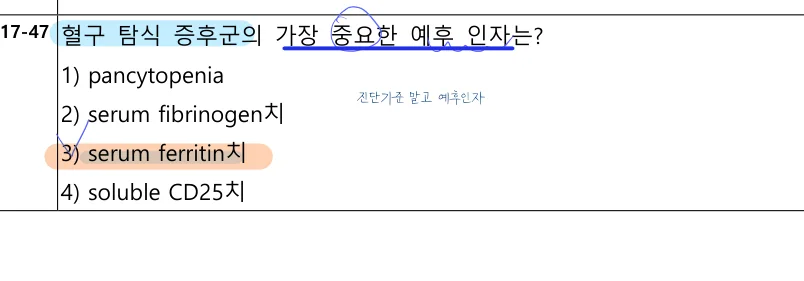 17-47 혈구 탐식 증후군의 가장 중요한 예후 인자는?
1) pancytopenia
진단기준 말고 예후인자
2) serum fibrinogen치
3) serum ferritin치
4) soluble CD25치